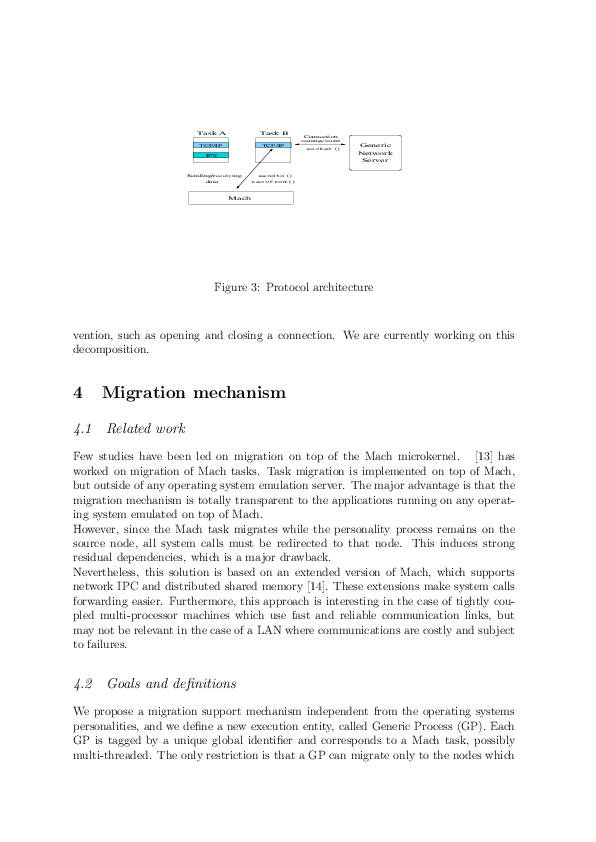 Task A Task B
TCP/IP TCP/IP
IPX
Connection
management
socket ()
Generic
Network
Server
Sending/receiving
data
sendto ()
recvfrom ()
Mach
Figure 3: Protocol architecture
vention, such as opening and closing a connection. We are currently working on this
decomposition.
4 Migration mechanism
4.1 Related work
Few studies have been led on migration on top of the Mach microkernel. [13] has
worked on migration of Mach tasks. Task migration is implemented on top of Mach,
but outside of any operating system emulation server. The major advantage is that the
migration mechanism is totally transparent to the applications running on any operat-
ing system emulated on top of Mach.
However, since the Mach task migrates while the personality process remains on the
source node, all system calls must be redirected to that node. This induces strong
residual dependencies, which is a major drawback.
Nevertheless, this solution is based on an extended version of Mach, which supports
network IPC and distributed shared memory [14]. These extensions make system calls
forwarding easier. Furthermore, this approach is interesting in the case of tightly cou-
pled multi-processor machines which use fast and reliable communication links, but
may not be relevant in the case of a LAN where communications are costly and subject
to failures.
4.2 Goals and definitions
We propose a migration support mechanism independent from the operating systems
personalities, and we define a new execution entity, called Generic Process (GP). Each
GP is tagged by a unique global identifier and corresponds to a Mach task, possibly
multi-threaded. The only restriction is that a GP can migrate only to the nodes which